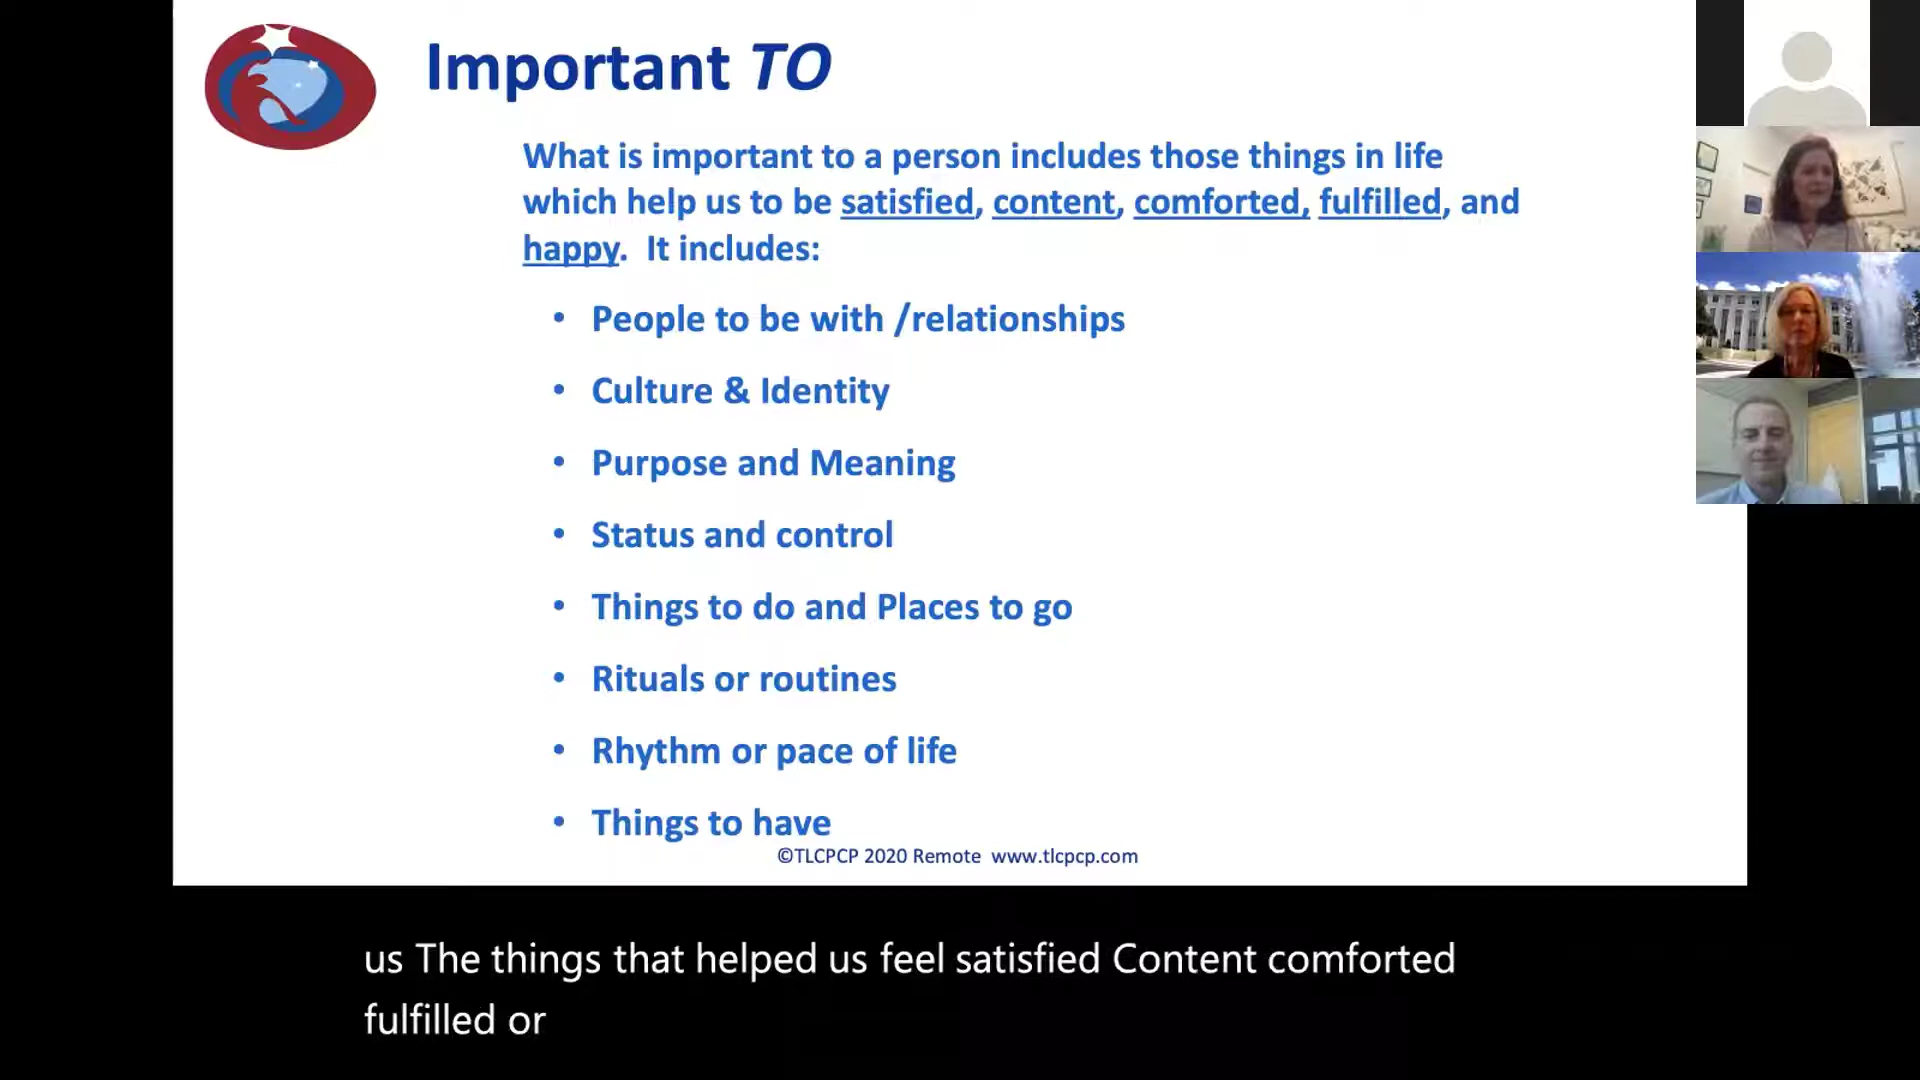 Important TO
What is important to a person includes those things in life
which help us to be satisfied, content, comforted, fulfilled, and
happy.  It includes:
• People to be with /relationships
• Culture & Identity
• Purpose and Meaning
• Status and control
• Things to do and Places to go
• Rituals or routines
• Rhythm or pace of life
• Things to have
©TLCPCP 2020 Remote  www.tlcpcp.com
us The things that helped us feel satisfied Content comforted
fulfilled or